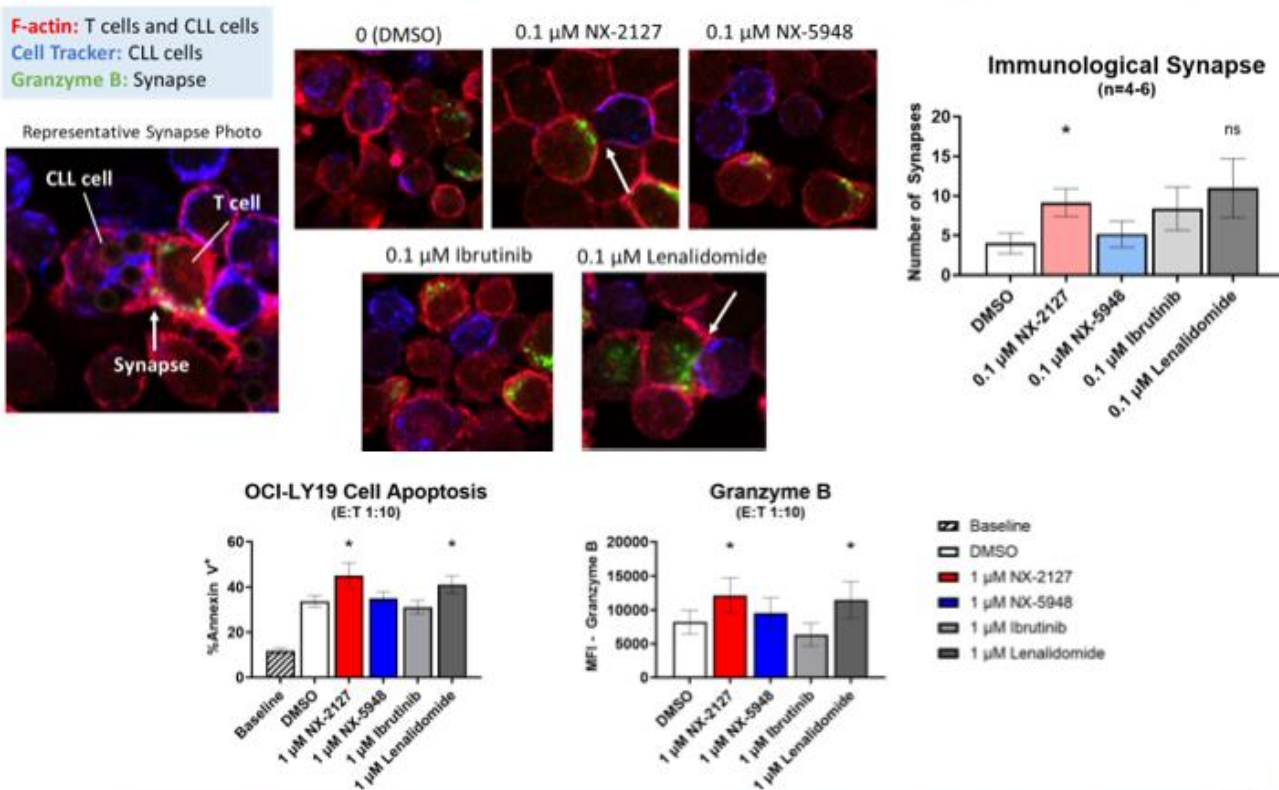 F-actin: T cells and CLL cells
Cell Tracker: CLL cells
Granzyme B: Synapse
Representative Synapse Photo
CLL cell
T cell
Synapse
0 (DMSO)
0.1 µM NX-2127
0.1 µM NX-5948
0.1 µM Ibrutinib
0.1 µM Lenalidomide
Immunological Synapse
(n=4-6)
Number of Synapses
20
15
10
5
0
*
ns
DMSO
0.1 µM NX-2127
0.1 µM NX-5948
0.1 µM Ibrutinib
0.1 µM Lenalidomide
OCI-LY19 Cell Apoptosis
(E:T 1:10)
%Annexin V⁺
60
40
20
0
*
*
Baseline
DMSO
1 µM NX-2127
1 µM NX-5948
1 µM Ibrutinib
1 µM Lenalidomide
Granzyme B
(E:T 1:10)
MFI - Granzyme B
20000
15000
10000
5000
0
*
*
DMSO
1 µM NX-2127
1 µM NX-5948
1 µM Ibrutinib
1 µM Lenalidomide
Baseline
DMSO
1 µM NX-2127
1 µM NX-5948
1 µM Ibrutinib
1 µM Lenalidomide